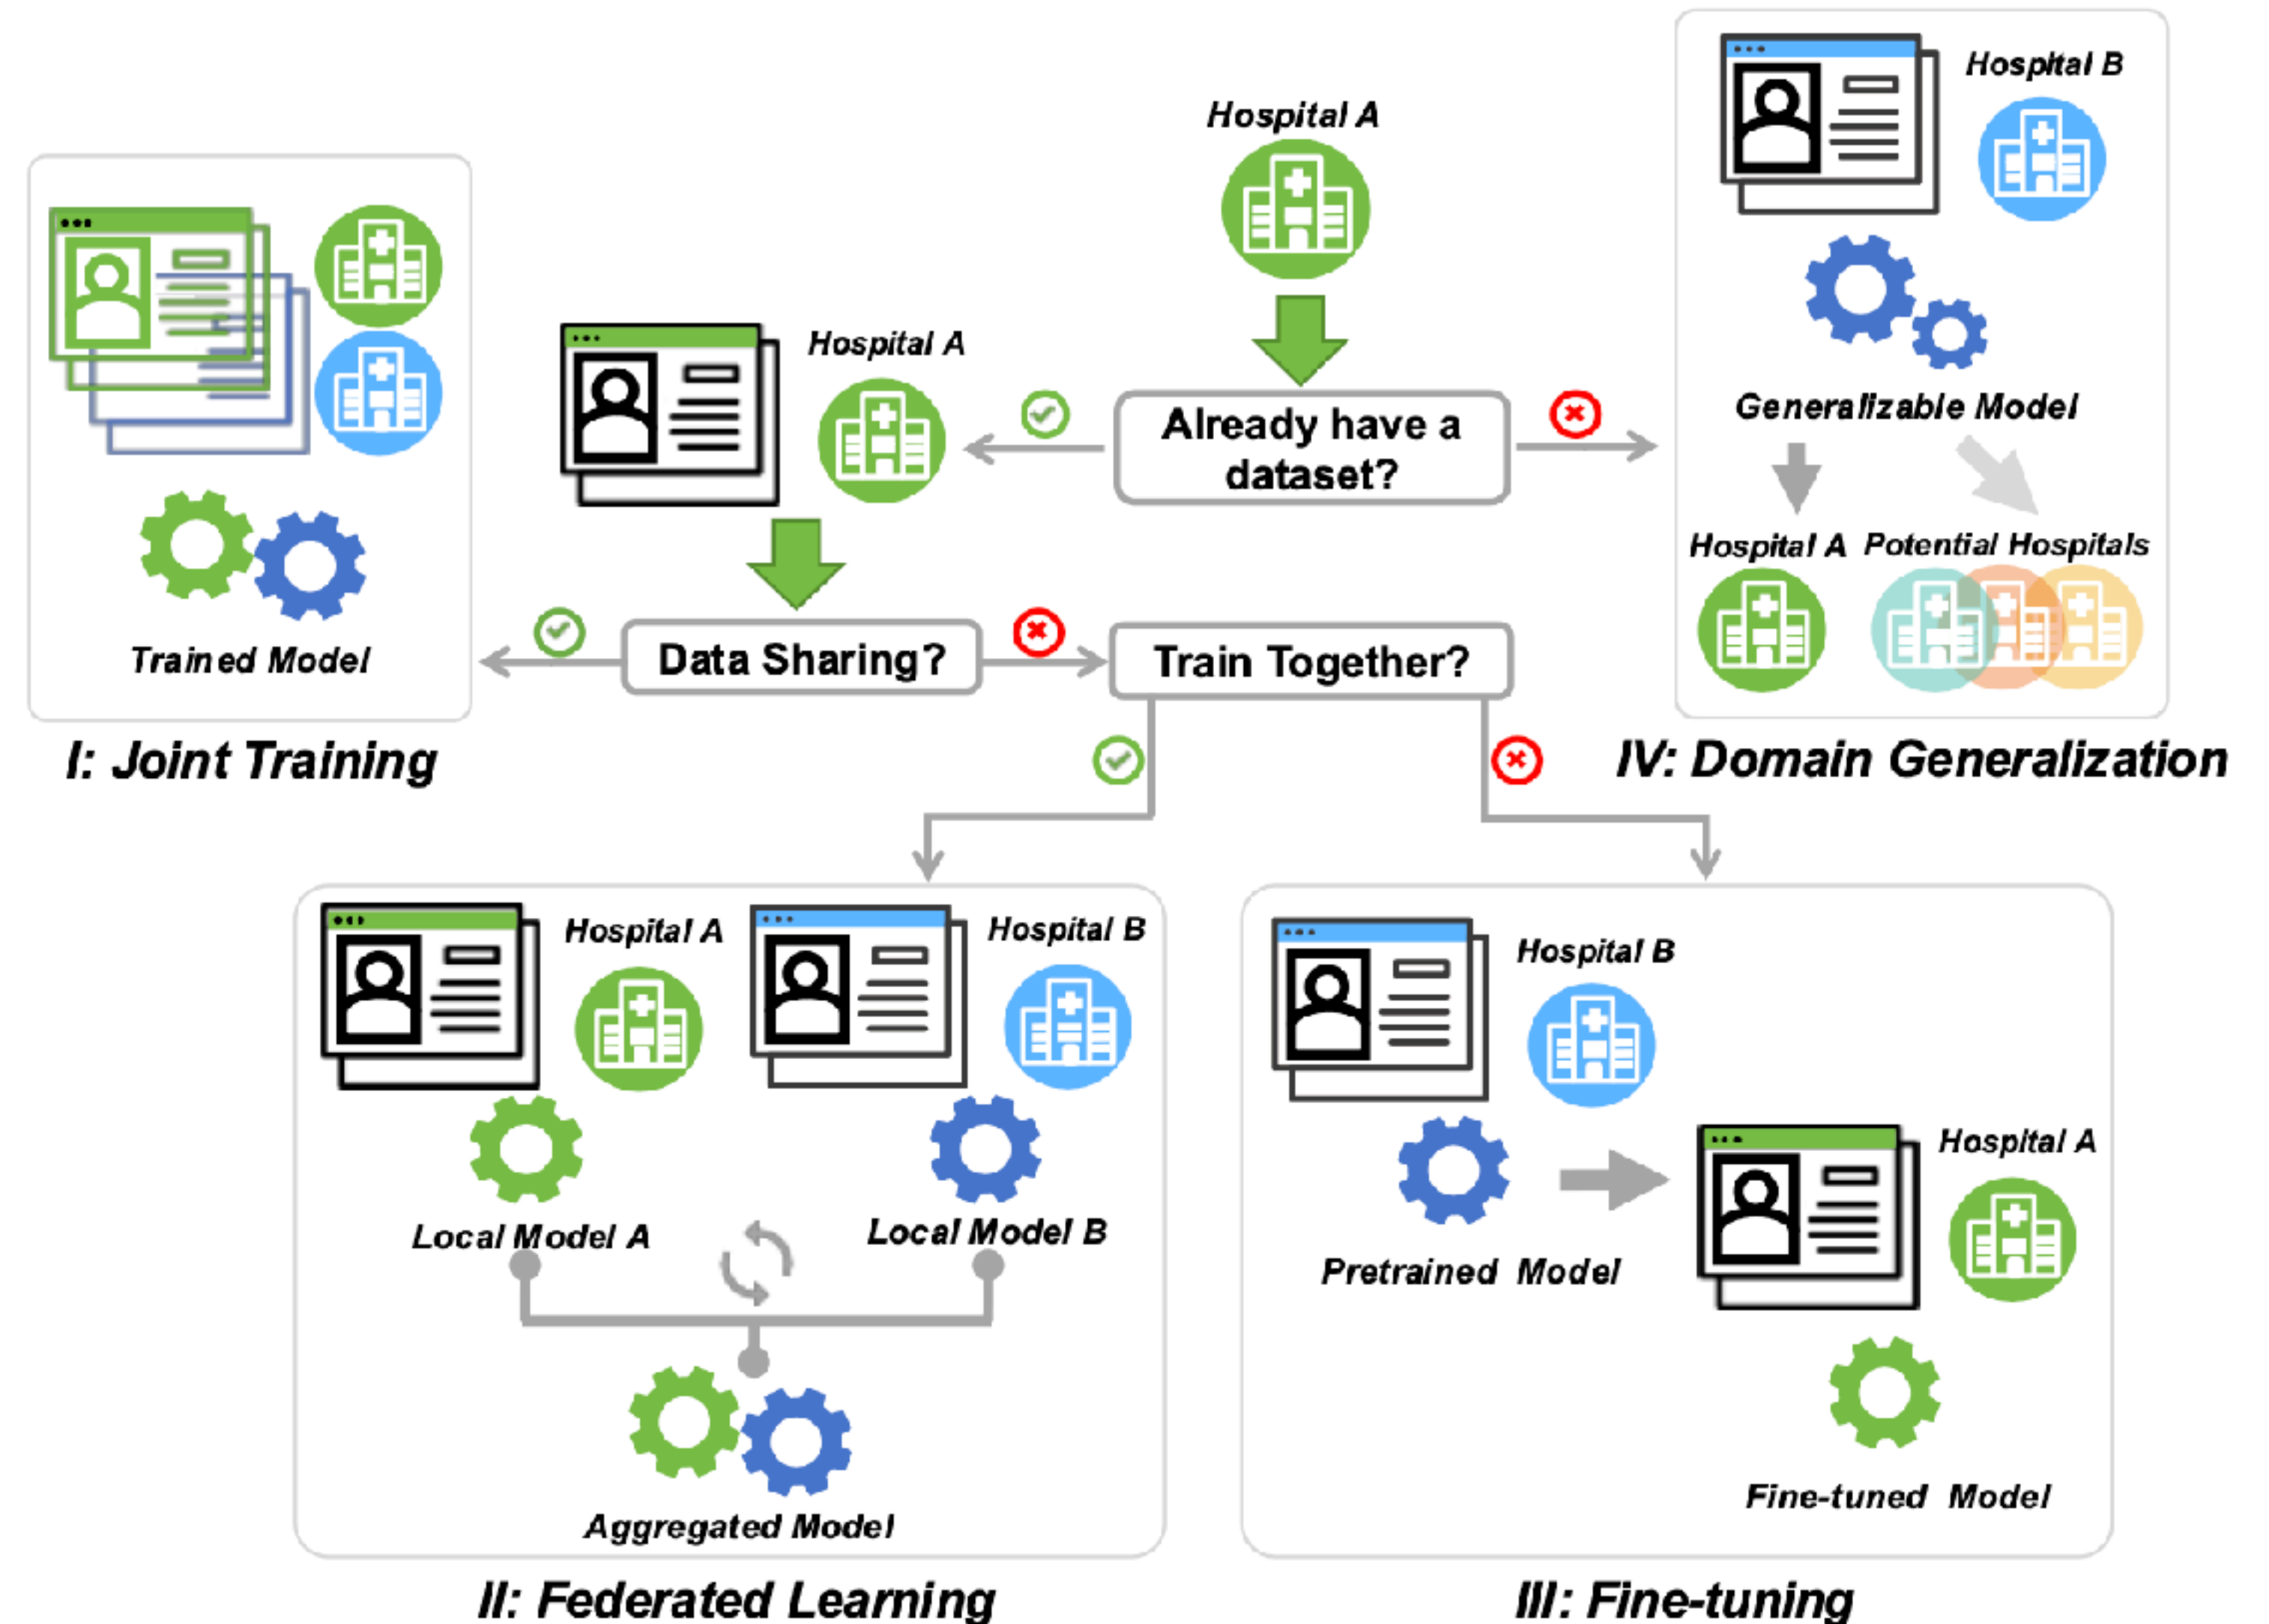 Hospital A
Already have a
dataset?
Hospital A
Data Sharing?
Train Together?
Trained Model
I: Joint Training
Hospital B
Generalizable Model
Hospital A
Potential Hospitals
IV: Domain Generalization
Hospital A
Hospital B
Local Model A
Local Model B
Aggregated Model
II: Federated Learning
Hospital B
Pretrained Model
Hospital A
Fine-tuned Model
III: Fine-tuning